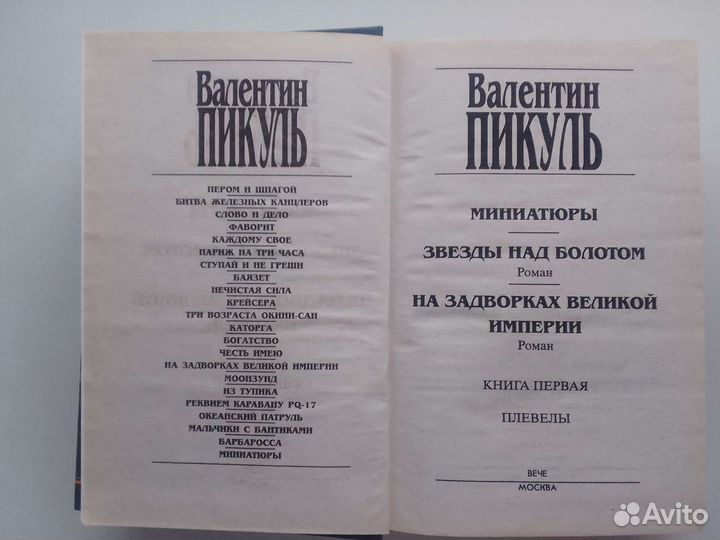 Валентин
ПИКУЛЬ
ПЕРОМ И ШПАГОЙ
БИТВА ЖЕЛЕЗНЫХ КАНЦЛЕРОВ
СЛОВО И ДЕЛО
ФАВОРИТ
КАЖДОМУ СВОЕ
ПАРИЖ НА ТРИ ЧАСА
СТУПАЙ И НЕ ГРЕШИ
БАЯЗЕТ
НЕЧИСТАЯ СИЛА
КРЕЙСЕРА
ТРИ ВОЗРАСТА ОКИНИ-САН
КАТОРГА
БОГАТСТВО
ЧЕСТЬ ИМЕЮ
НА ЗАДВОРКАХ ВЕЛИКОЙ ИМПЕРИИ
МООНЗУНД
ИЗ ТУПИКА
РЕКВИЕМ КАРАВАНУ PQ-17
ОКЕАНСКИЙ ПАТРУЛЬ
МАЛЬЧИКИ С БАНТИКАМИ
БАРБАРОССА
МИНИАТЮРЫ
Валентин
ПИКУЛЬ
МИНИАТЮРЫ
ЗВЕЗДЫ НАД БОЛОТОМ
Роман
НА ЗАДВОРКАХ ВЕЛИКОЙ
ИМПЕРИИ
Роман
КНИГА ПЕРВАЯ
ПЛЕВЕЛЫ
ВЕЧЕ
МОСКВА
Avito